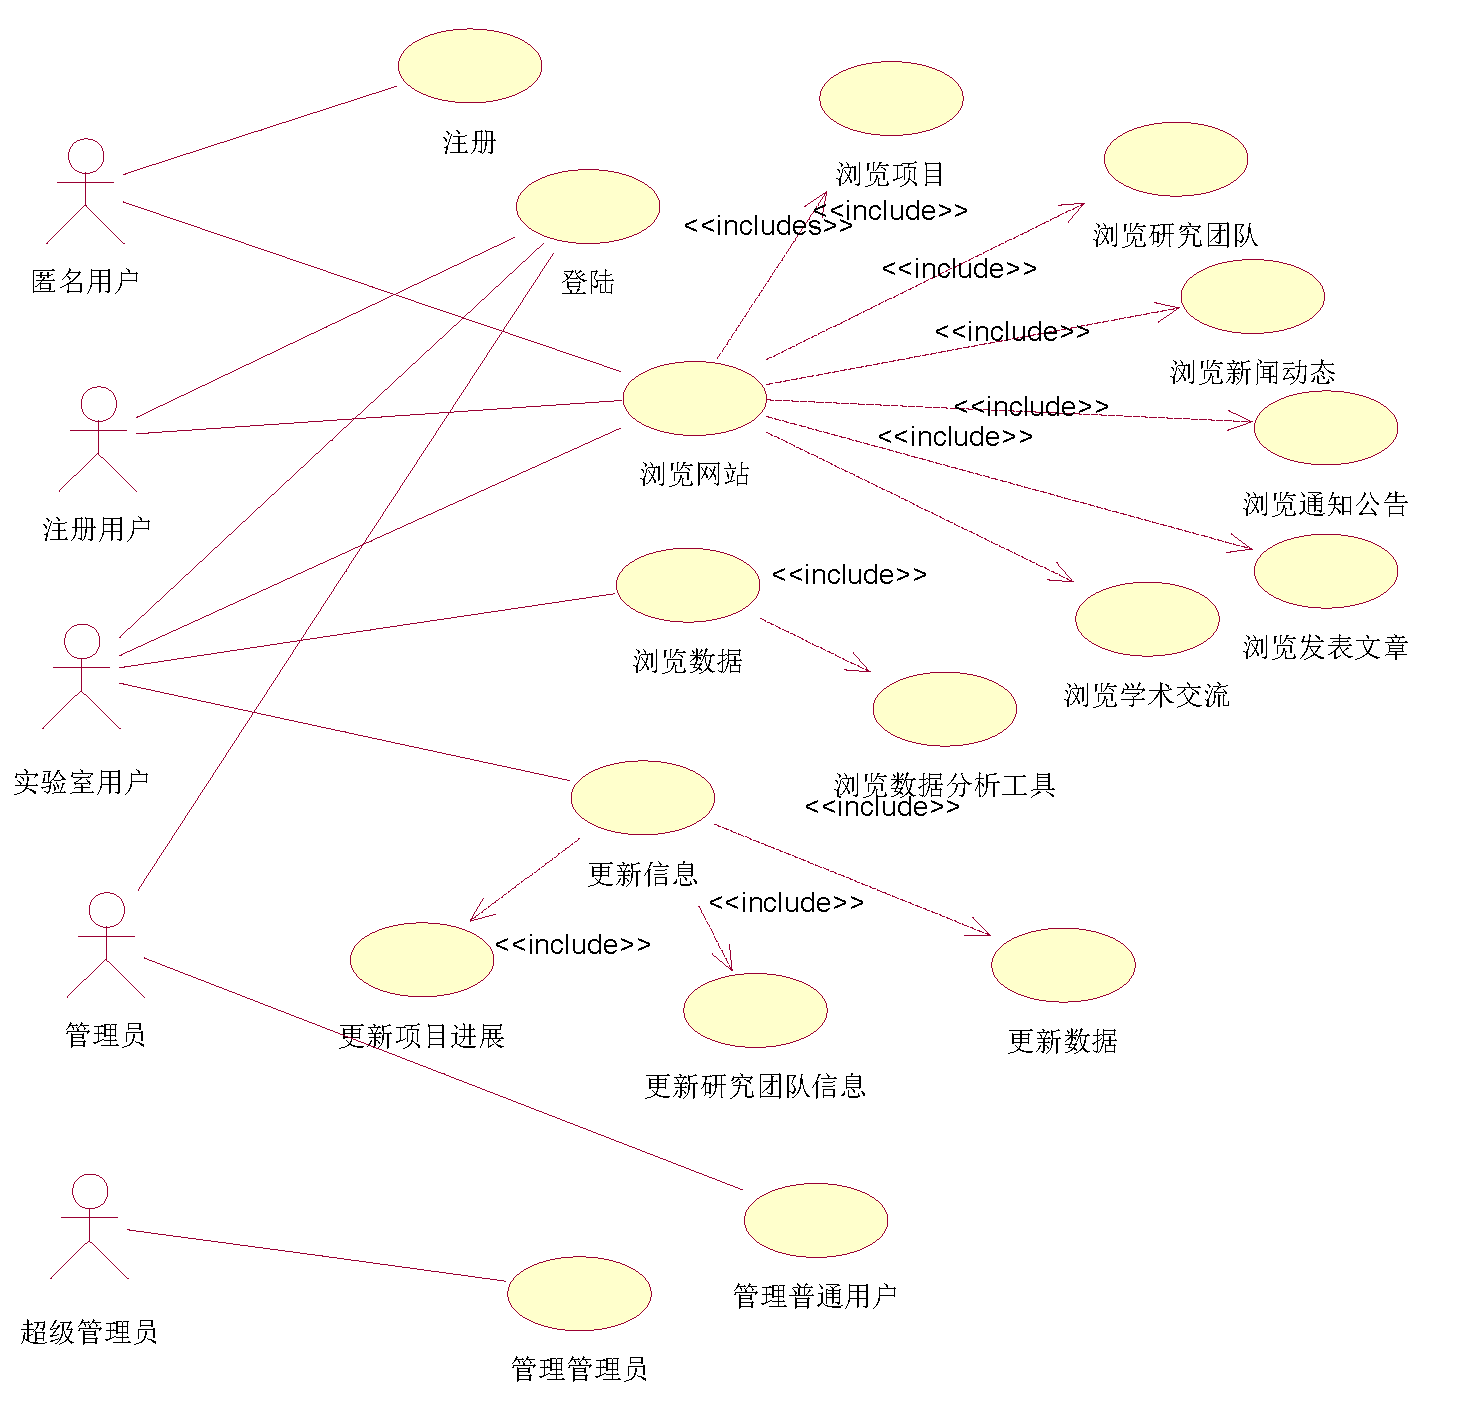 注册
浏览项目
<<includes>>
<<include>>
浏览研究团队
匿名用户
登陆
<<include>>
<<include>>
浏览新闻动态
<<include>>
<<include>>
浏览网站
浏览通知公告
注册用户
<<include>>
浏览数据
浏览发表文章
浏览学术交流
实验室用户
浏览数据分析工具
<<include>>
更新信息
<<include>>
<<include>>
管理员
更新项目进展
更新数据
更新研究团队信息
管理普通用户
超级管理员
管理管理员